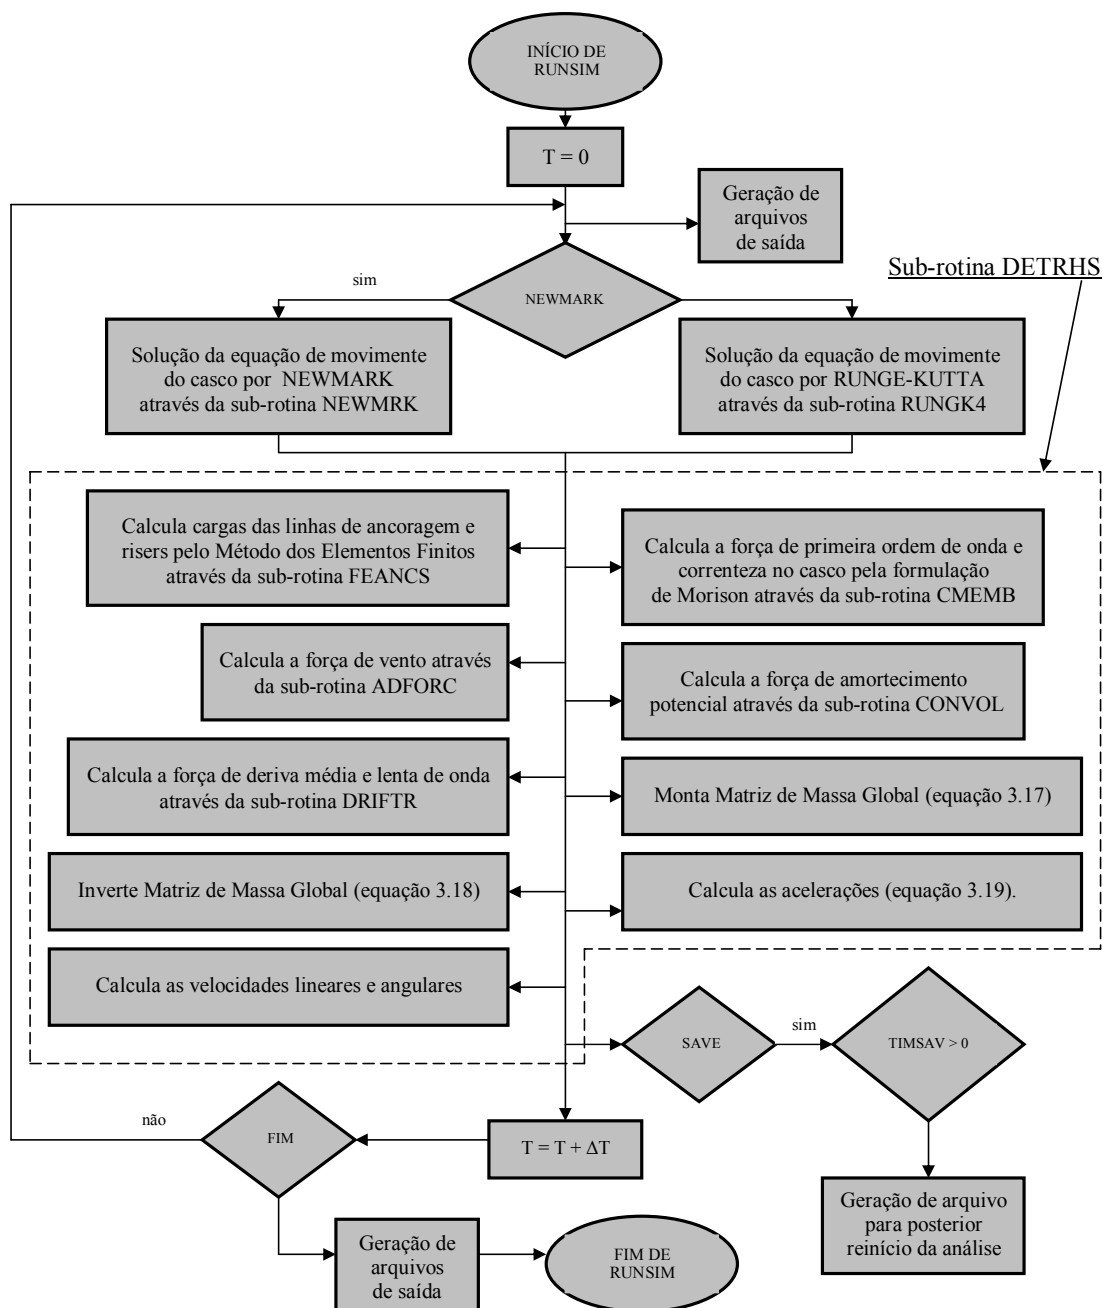 INÍCIO DE
RUNSIM
T = 0
Geração de
arquivos
de saída
Sub-rotina DETRHS
sim
NEWMARK
Solução da equação de movimente
do casco por NEWMARK
através da sub-rotina NEWMRK
Solução da equação de movimente
do casco por RUNGE-KUTTA
através da sub-rotina RUNGK4
Calcula cargas das linhas de ancoragem e
risers pelo Método dos Elementos Finitos
através da sub-rotina FEANCS
Calcula a força de primeira ordem de onda e
correnteza no casco pela formulação
de Morison através da sub-rotina CMEMB
Calcula a força de vento através
da sub-rotina ADFORC
Calcula a força de amortecimento
potencial através da sub-rotina CONVOL
Calcula a força de deriva média e lenta de onda
através da sub-rotina DRIFTR
Monta Matriz de Massa Global (equação 3.17)
Inverte Matriz de Massa Global (equação 3.18)
Calcula as acelerações (equação 3.19).
Calcula as velocidades lineares e angulares
SAVE
sim
TIMSAV > 0
não
FIM
T = T + ΔT
Geração de arquivo
para posterior
reinício da análise
Geração de
arquivos
de saída
FIM DE
RUNSIM